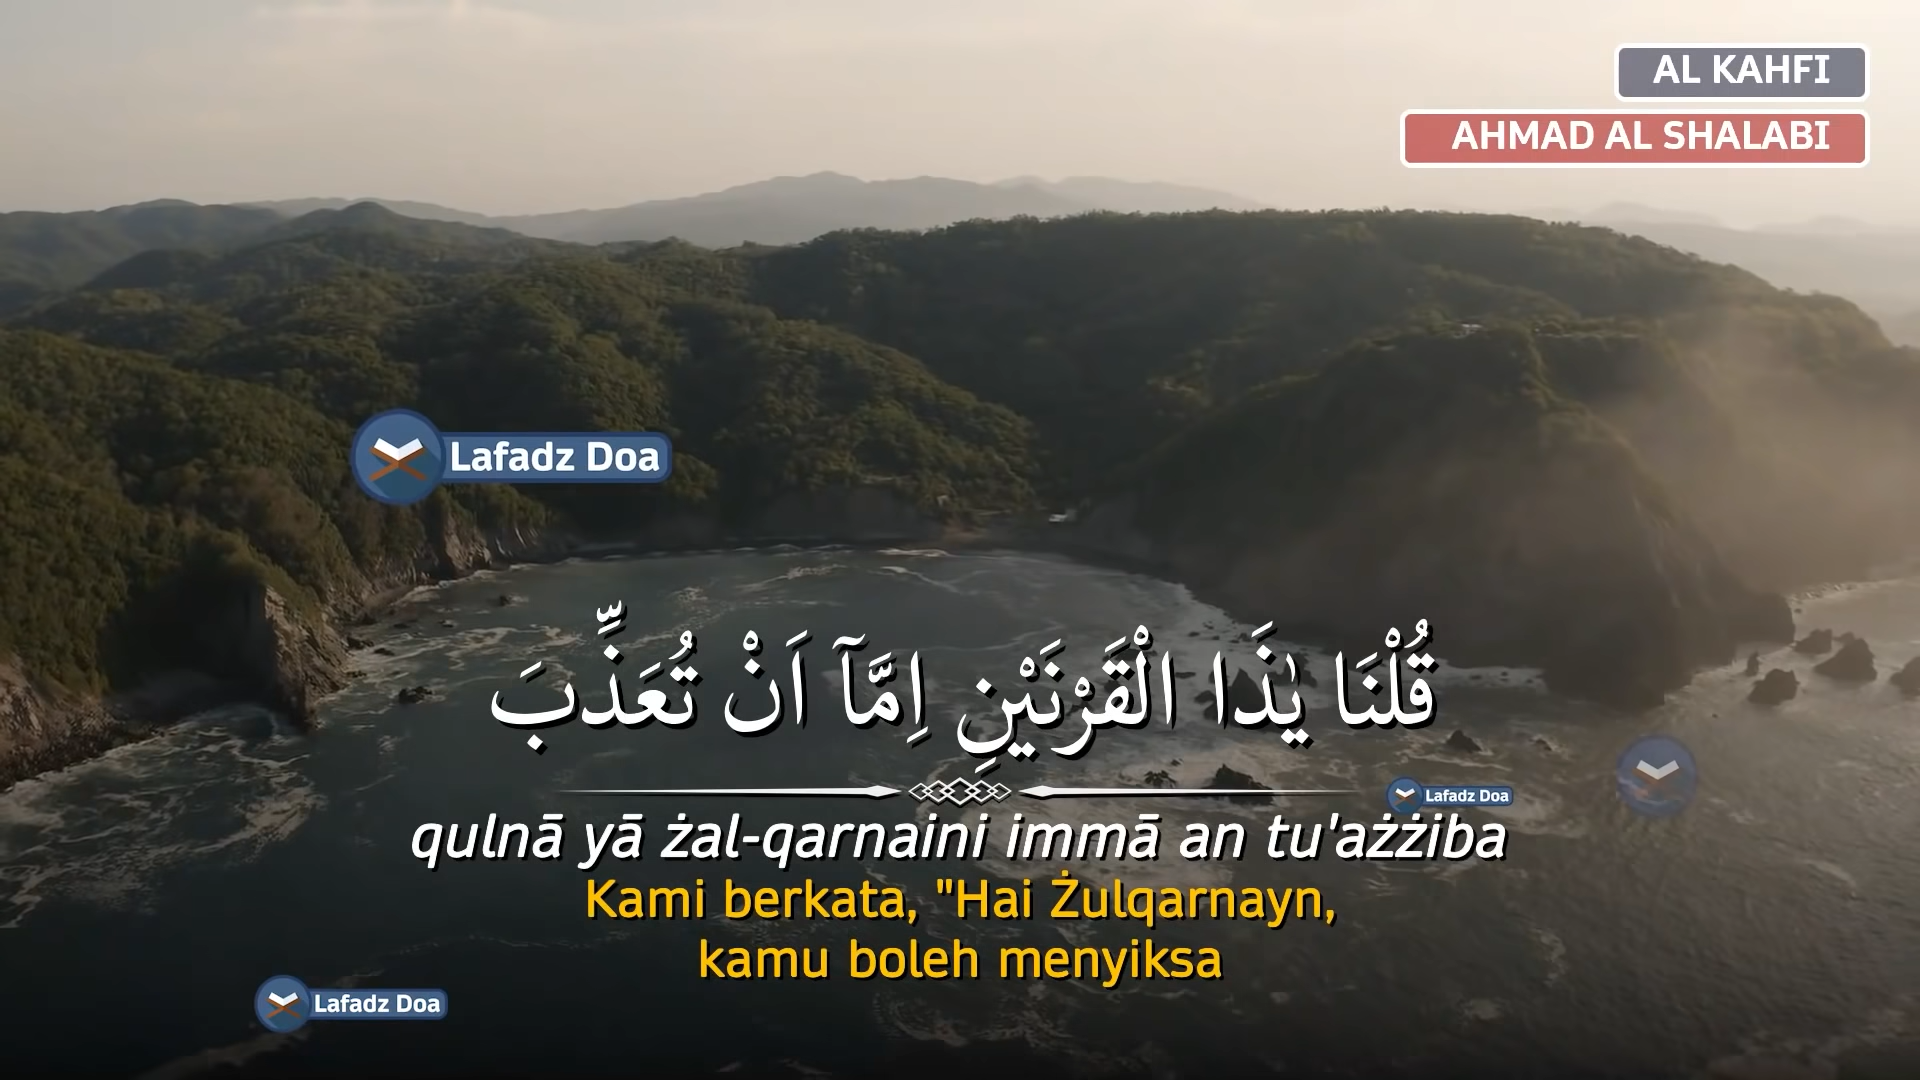 AL KAHFI
AHMAD AL SHALABI
Lafadz Doa
قُلْنَا يٰذَا الْقَرْنَيْنِ اِمَّآ اَنْ تُعَذِّبَ
Lafadz Doa
qulnā yā żal-qarnaini immā an tu'ażżiba
Kami berkata, "Hai Żulqarnayn,
kamu boleh menyiksa
Lafadz Doa